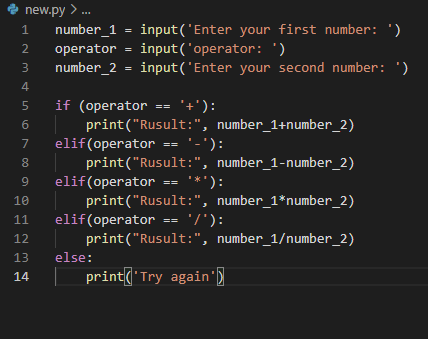 new.py > ...
1 number_1 = input('Enter your first number: ')
2 operator = input('operator: ')
3 number_2 = input('Enter your second number: ')
4
5 if (operator == '+'):
6     print("Rusult:", number_1+number_2)
7 elif(operator == '-'):
8     print("Rusult:", number_1-number_2)
9 elif(operator == '*'):
10     print("Rusult:", number_1*number_2)
11 elif(operator == '/'):
12     print("Rusult:", number_1/number_2)
13 else:
14     print('Try again')